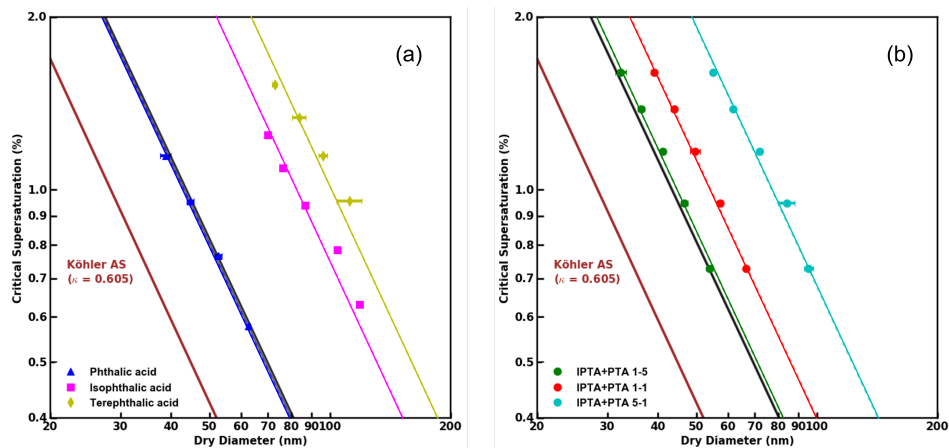 2.0
1.0
0.9
0.8
0.7
0.6
0.5
0.4
Critical Supersaturation (%)
(a)
Köhler AS
(κ = 0.605)
Phthalic acid
Isophthalic acid
Terephthalic acid
20 30 40 50 60 70 80 90 100 200
Dry Diameter (nm)
2.0
1.0
0.9
0.8
0.7
0.6
0.5
0.4
Critical Supersaturation (%)
(b)
Köhler AS
(κ = 0.605)
IPTA+PTA 1-5
IPTA+PTA 1-1
IPTA+PTA 5-1
20 30 40 50 60 70 80 90 100 200
Dry Diameter (nm)